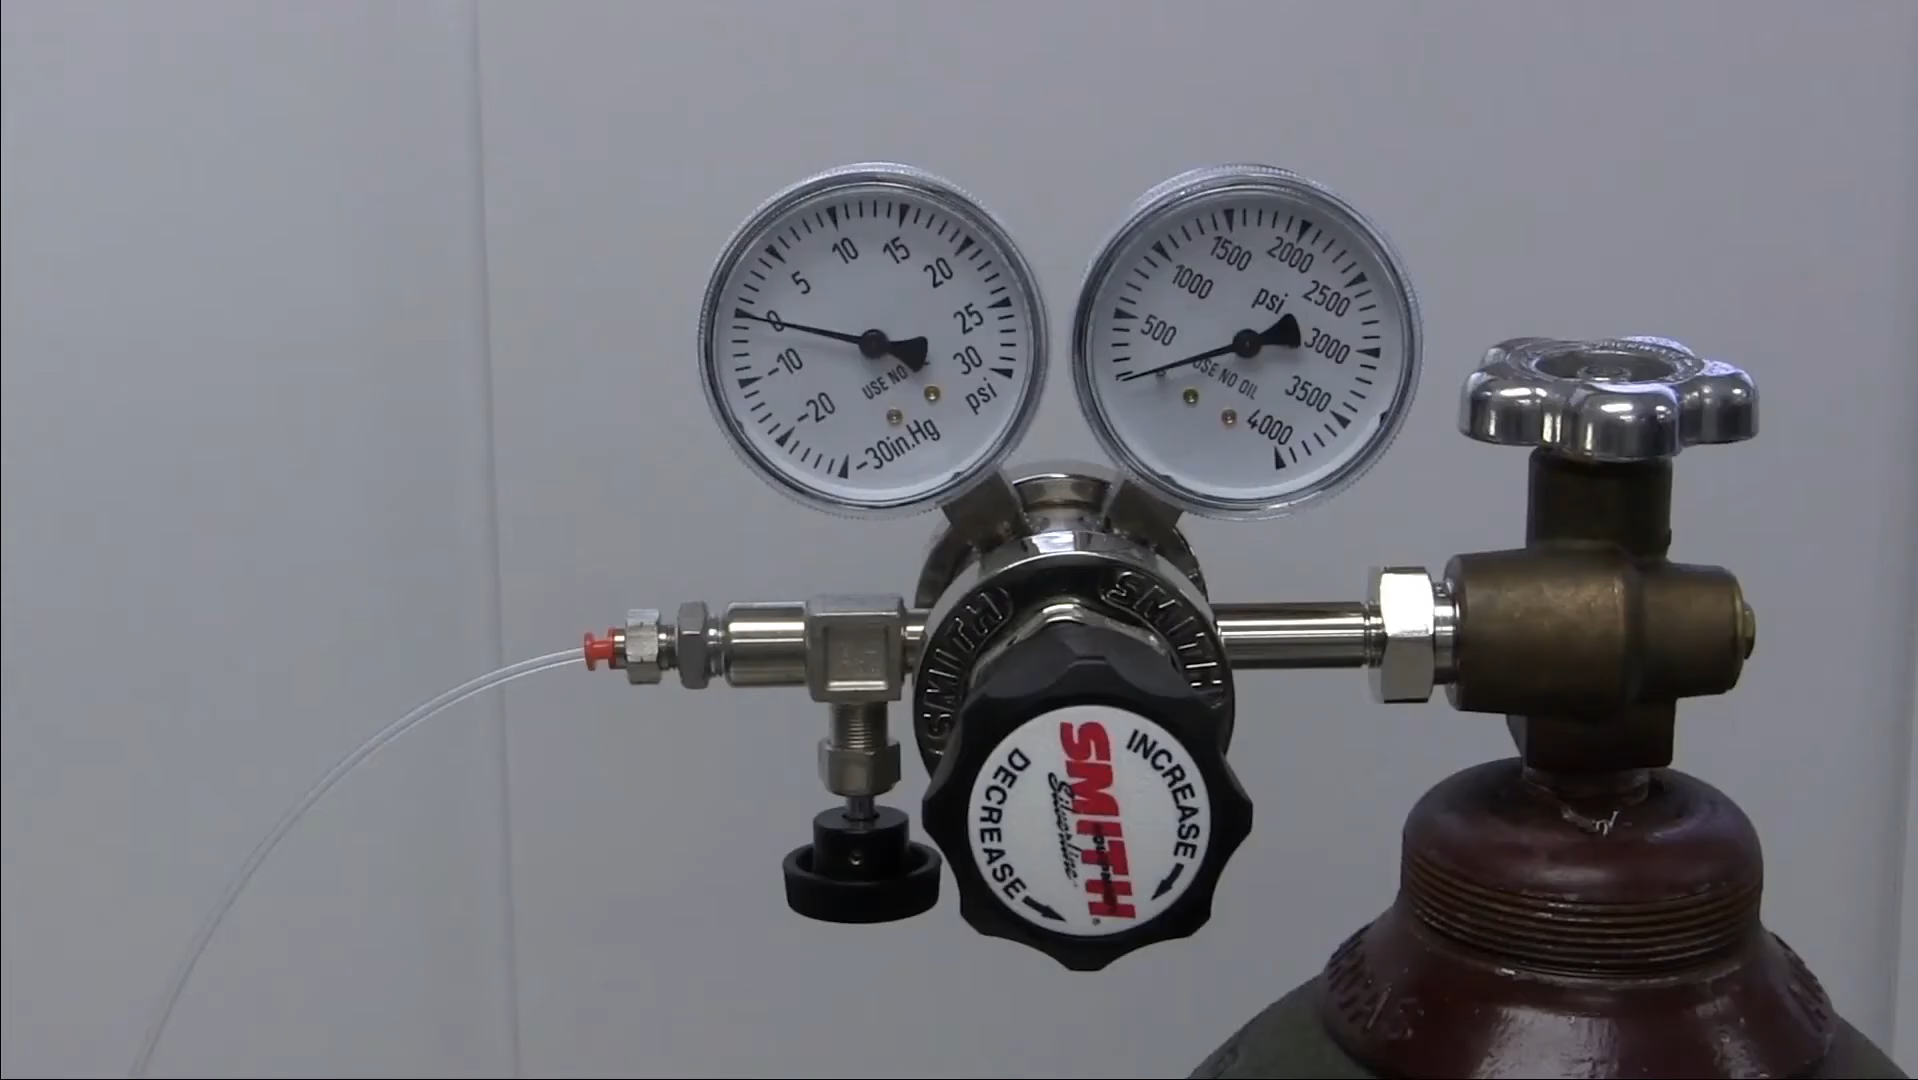 -30in.Hg
-20
-10
0
5
10
15
20
25
30
psi
USE NO
500
1000
1500
2000
2500
3000
3500
4000
psi
USE NO OIL
SMITH
SMITH
INCREASE
DECREASE
SMITH
Silverline